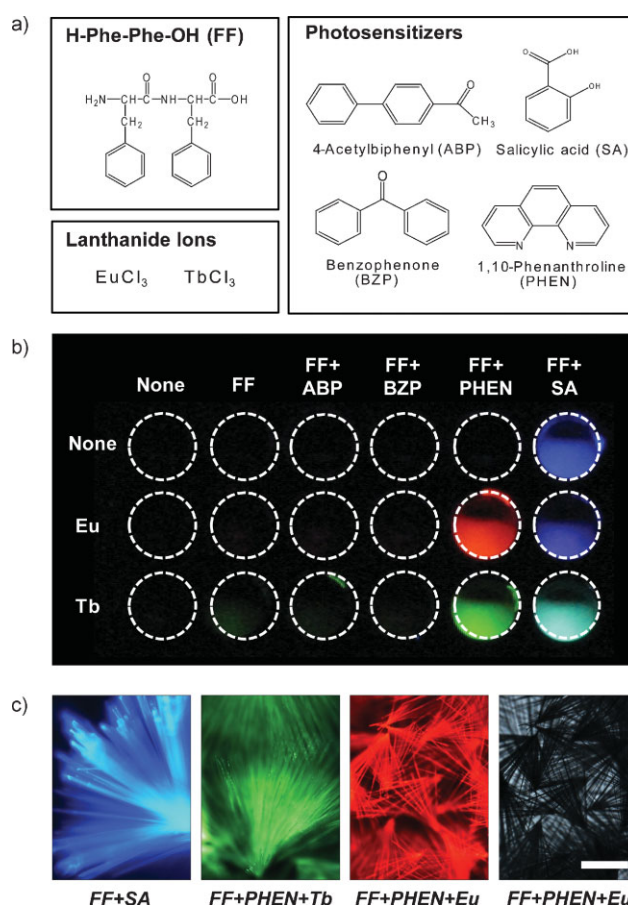 a)
H-Phe-Phe-OH (FF)
O
O
H₂N—CH—C—NH—CH—C—OH
CH₂
CH₂
Lanthanide Ions
EuCl₃ TbCl₃
Photosensitizers
O
CH₃
4-Acetylbiphenyl (ABP)
O
OH
OH
Salicylic acid (SA)
O
Benzophenone
(BZP)
N N
1,10-Phenanthroline
(PHEN)
b)
None FF FF+ABP FF+BZP FF+PHEN FF+SA
None
Eu
Tb
c)
FF+SA FF+PHEN+Tb FF+PHEN+Eu FF+PHEN+Eu